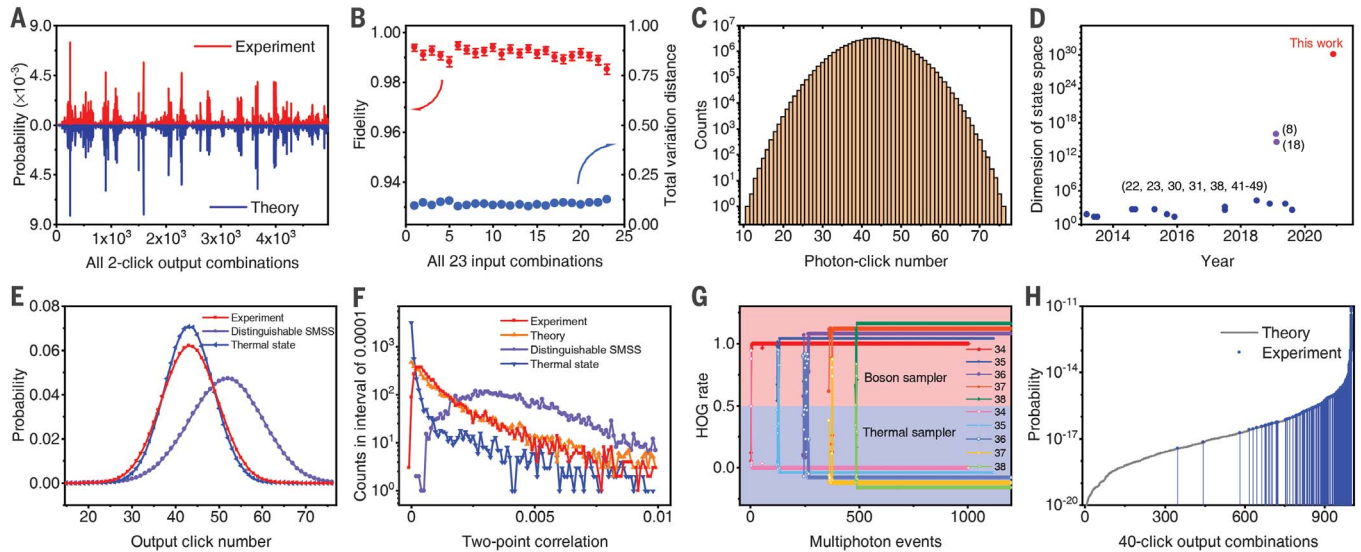 A
Probability (×10⁻³)
9.0
4.5
0.0
4.5
9.0
Experiment
Theory
0
1×10³
2×10³
3×10³
4×10³
All 2-click output combinations
B
Fidelity
1.00
0.98
0.96
0.94
1.00
0.75
0.50
0.25
0.00
Total variation distance
0
5
10
15
20
25
All 23 input combinations
C
Counts
10⁷
10⁶
10⁵
10⁴
10³
10²
10¹
10⁰
10
20
30
40
50
60
70
Photon-click number
D
Dimension of state space
10³⁰
10²⁴
10¹⁸
10¹²
10⁶
10⁰
This work
(8)
(18)
(22, 23, 30, 31, 38, 41-49)
2014
2016
2018
2020
Year
E
Probability
0.08
0.06
0.04
0.02
0.00
Experiment
Distinguishable SMSS
Thermal state
20
30
40
50
60
70
Output click number
F
Counts in interval of 0.0001
10³
10²
10¹
10⁰
Experiment
Theory
Distinguishable SMSS
Thermal state
0
0.005
0.01
Two-point correlation
G
HOG rate
1.0
0.5
0.0
Boson sampler
Thermal sampler
34
35
36
37
38
34
35
36
37
38
0
500
1000
Multiphoton events
H
Probability
10⁻¹¹
10⁻¹⁴
10⁻¹⁷
10⁻²⁰
Theory
Experiment
0
300
600
900
40-click output combinations